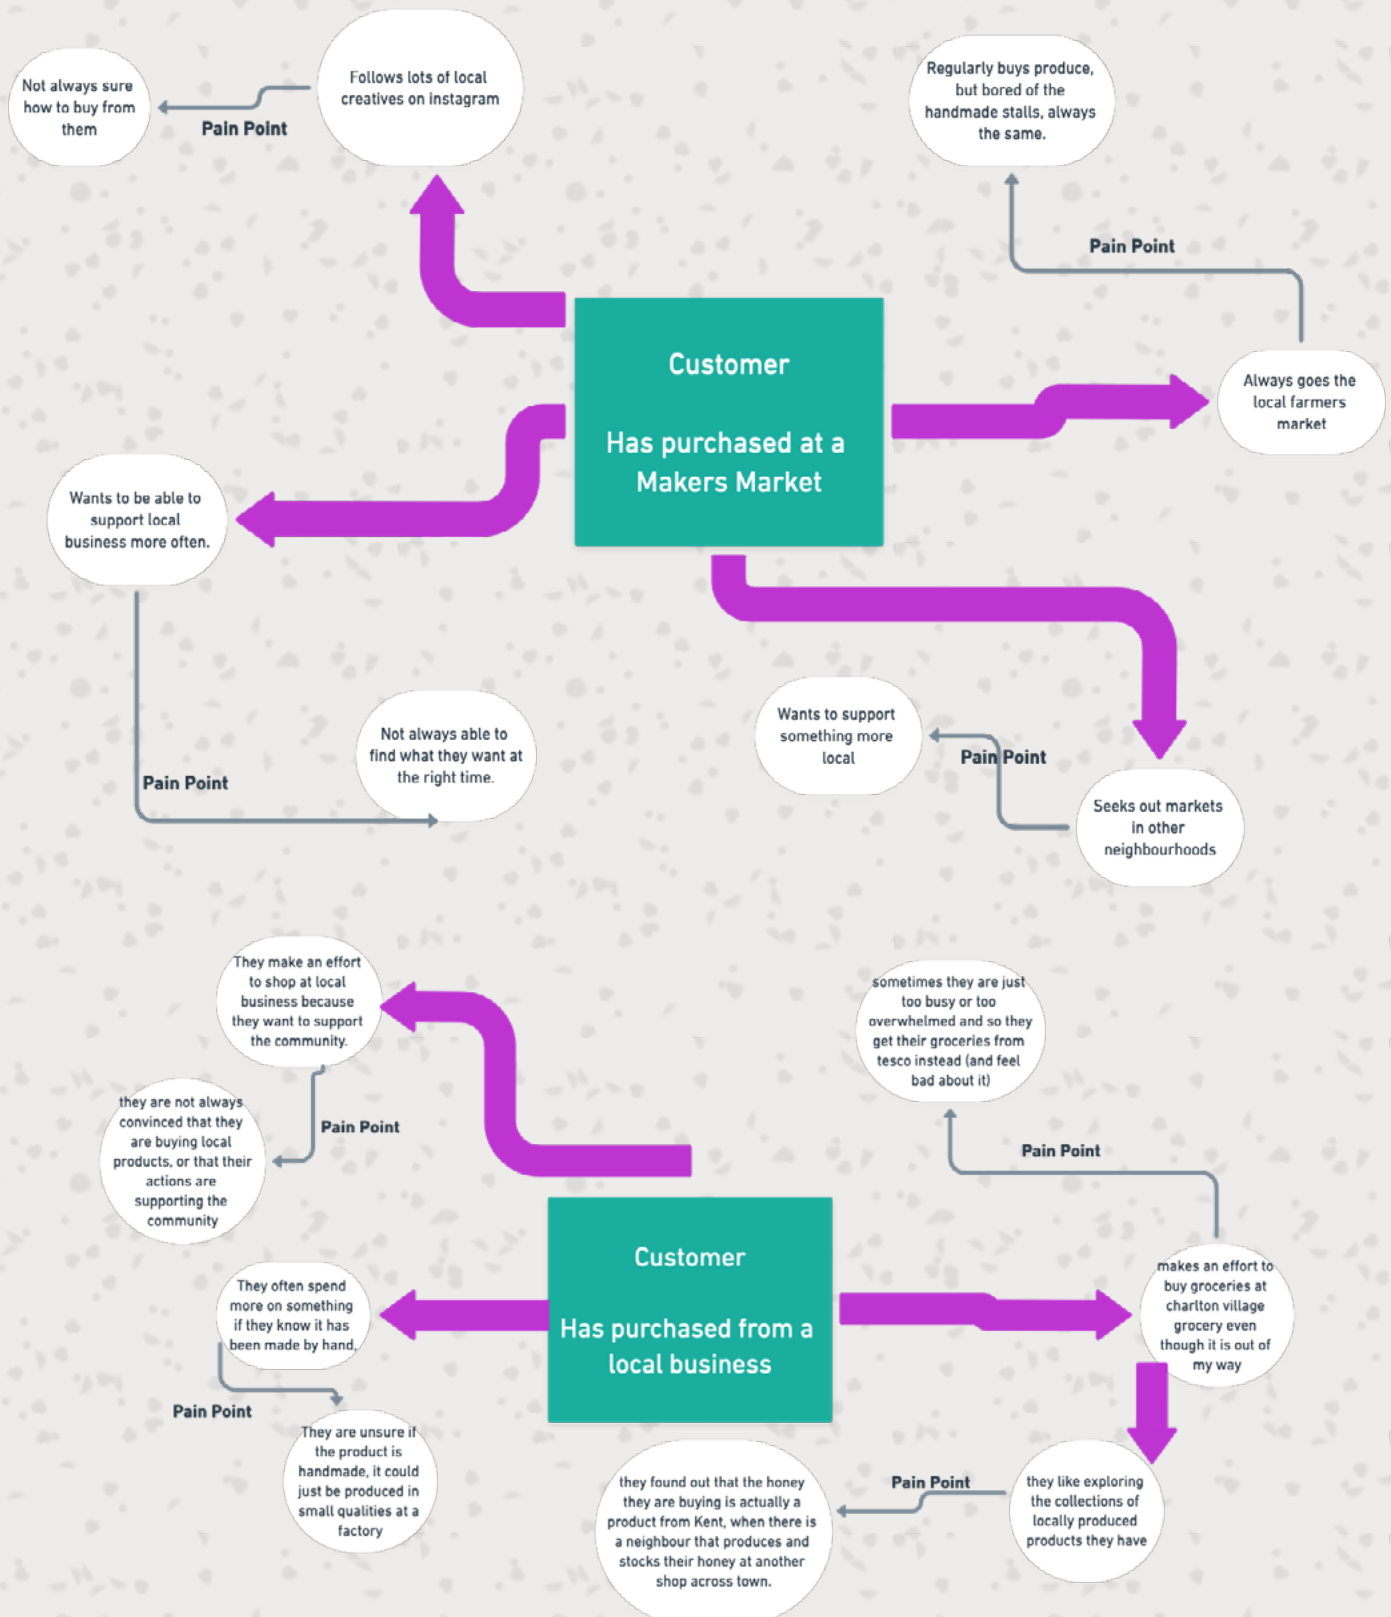 Not always sure
how to buy from
them
Pain Point
Follows lots of local
creatives on instagram
Regularly buys produce,
but bored of the
handmade stalls, always
the same.
Pain Point
Customer
Has purchased at a
Makers Market
Always goes the
local farmers
market
Wants to be able to
support local
business more often.
Pain Point
Not always able to
find what they want at
the right time.
Wants to support
something more
local
Pain Point
Seeks out markets
in other
neighbourhoods
They make an effort
to shop at local
business because
they want to support
the community.
Pain Point
they are not always
convinced that they
are buying local
products, or that their
actions are
supporting the
community
sometimes they are just
too busy or too
overwhelmed and so they
get their groceries from
tesco instead (and feel
bad about it)
Pain Point
Customer
Has purchased from a
local business
They often spend
more on something
if they know it has
been made by hand,
Pain Point
They are unsure if
the product is
handmade, it could
just be produced in
small qualities at a
factory
makes an effort to
buy groceries at
charlton village
grocery even
though it is out of
my way
they like exploring
the collections of
locally produced
products they have
Pain Point
they found out that the honey
they are buying is actually a
product from Kent, when there is
a neighbour that produces and
stocks their honey at another
shop across town.